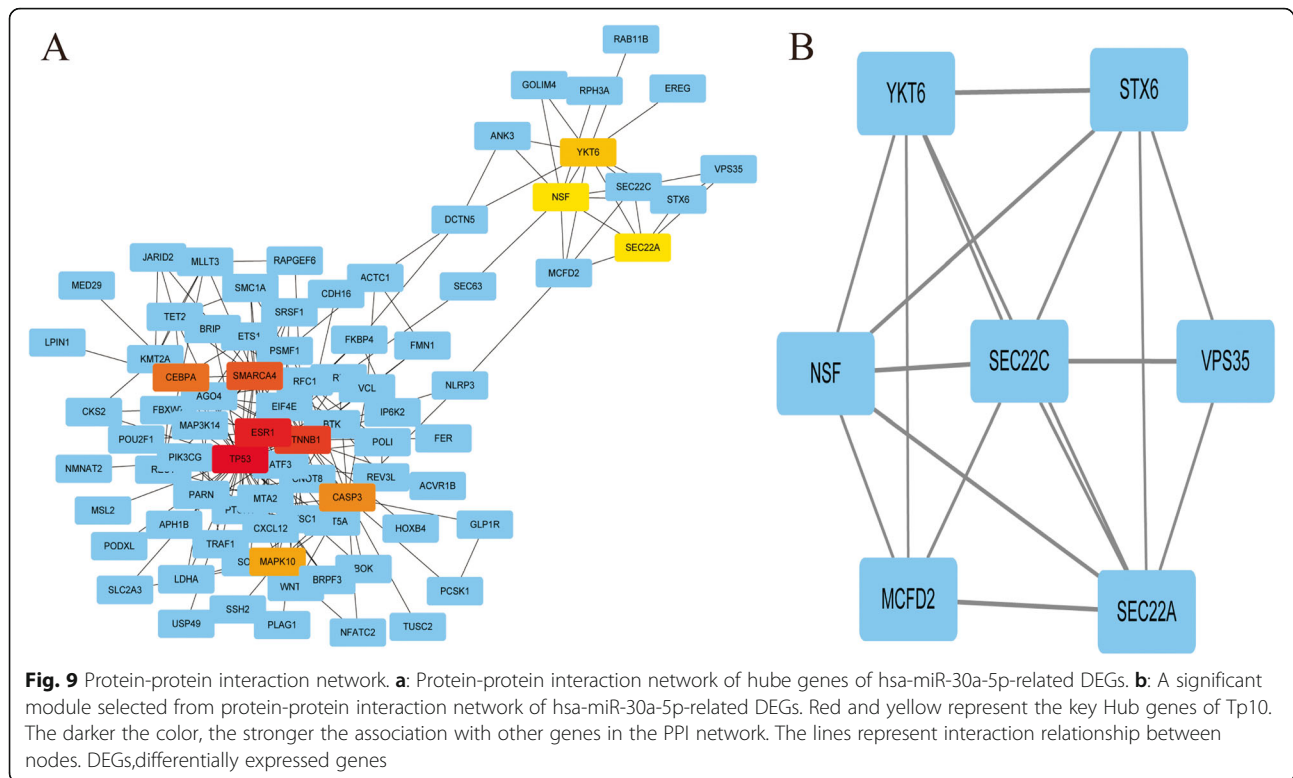 A
RAB11B
GOLIM4
RPH3A
EREG
ANK3
YKT6
SEC22C
VPS35
NSF
STX6
DCTN5
SEC22A
MCFD2
JARID2
MLLT3
RAPGEF6
ACTC1
SEC63
MED29
SMC1A
CDH16
TET2
SRSF1
BRIP
ETS1
FKBP4
FMN1
LPIN1
KMT2A
PSMF1
CEBPA
SMARCA4
RFC1
VCL
NLRP3
AGO4
CKS2
FBXW
EIF4E
IP6K2
MAP3K14
BTK
POU2F1
ESR1
TNNB1
POLI
FER
PIK3CG
TP53
ATF3
NMNAT2
CNOT8
REV3L
ACVR1B
PARN
MTA2
CASP3
MSL2
APH1B
CXCL12
SC1
T5A
HOXB4
GLP1R
PODXL
TRAF1
MAPK10
BOK
SLC2A3
LDHA
WNT
BRPF3
PCSK1
SSH2
USP49
PLAG1
NFATC2
TUSC2
B
YKT6
STX6
NSF
SEC22C
VPS35
MCFD2
SEC22A
Fig. 9 Protein-protein interaction network. a: Protein-protein interaction network of hube genes of hsa-miR-30a-5p-related DEGs. b: A significant
module selected from protein-protein interaction network of hsa-miR-30a-5p-related DEGs. Red and yellow represent the key Hub genes of Tp10.
The darker the color, the stronger the association with other genes in the PPI network. The lines represent interaction relationship between
nodes. DEGs,differentially expressed genes